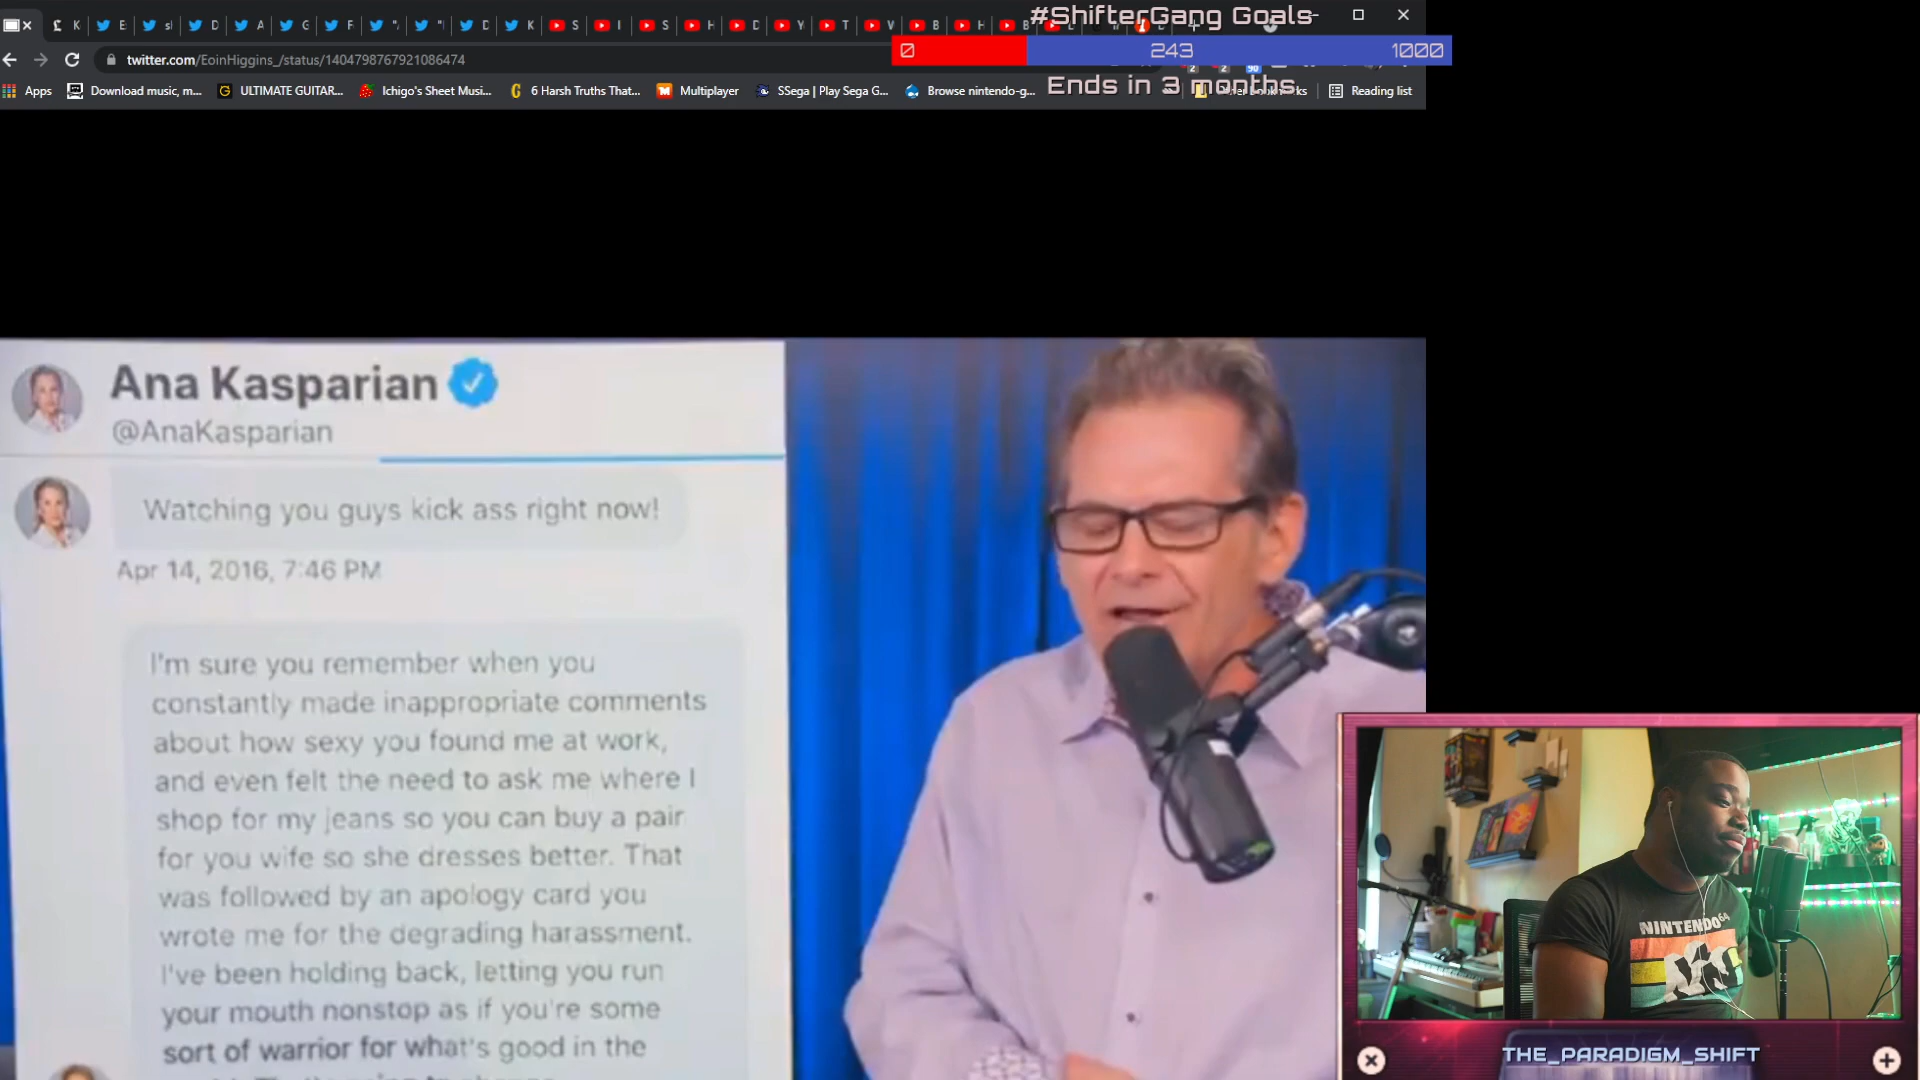 K
E
sl
D
A
G
F
"
"I
D
K
S
I
S
H
D
Y
T
V
B
H
B
#ShifterGang Goals
twitter.com/EoinHiggins_/status/1404798767921086474
0
243
1000
Ends in 3 months
Apps
Download music, m...
ULTIMATE GUITAR...
Ichigo's Sheet Musi...
6 Harsh Truths That...
Multiplayer
SSega | Play Sega G...
Browse nintendo-g...
Reading list
Ana Kasparian
@AnaKasparian
Watching you guys kick ass right now!
Apr 14, 2016, 7:46 PM
I'm sure you remember when you
constantly made inappropriate comments
about how sexy you found me at work,
and even felt the need to ask me where I
shop for my jeans so you can buy a pair
for you wife so she dresses better. That
was followed by an apology card you
wrote me for the degrading harassment.
I've been holding back, letting you run
your mouth nonstop as if you're some
sort of warrior for what's good in the
NINTENDO64
THE_PARADIGM_SHIFT